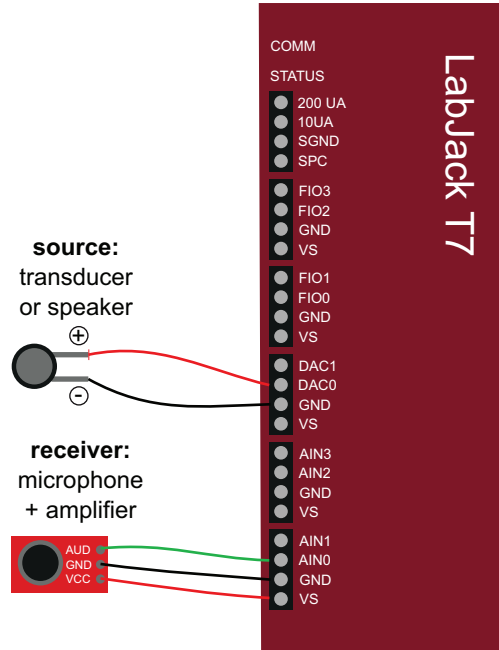 COMM
STATUS
200 UA
10UA
SGND
SPC
FIO3
FIO2
GND
VS
FIO1
FIO0
GND
VS
DAC1
DAC0
GND
VS
AIN3
AIN2
GND
VS
AIN1
AIN0
GND
VS
LabJack T7
source:
transducer
or speaker
+
-
receiver:
microphone
+ amplifier
AUD
GND
VCC